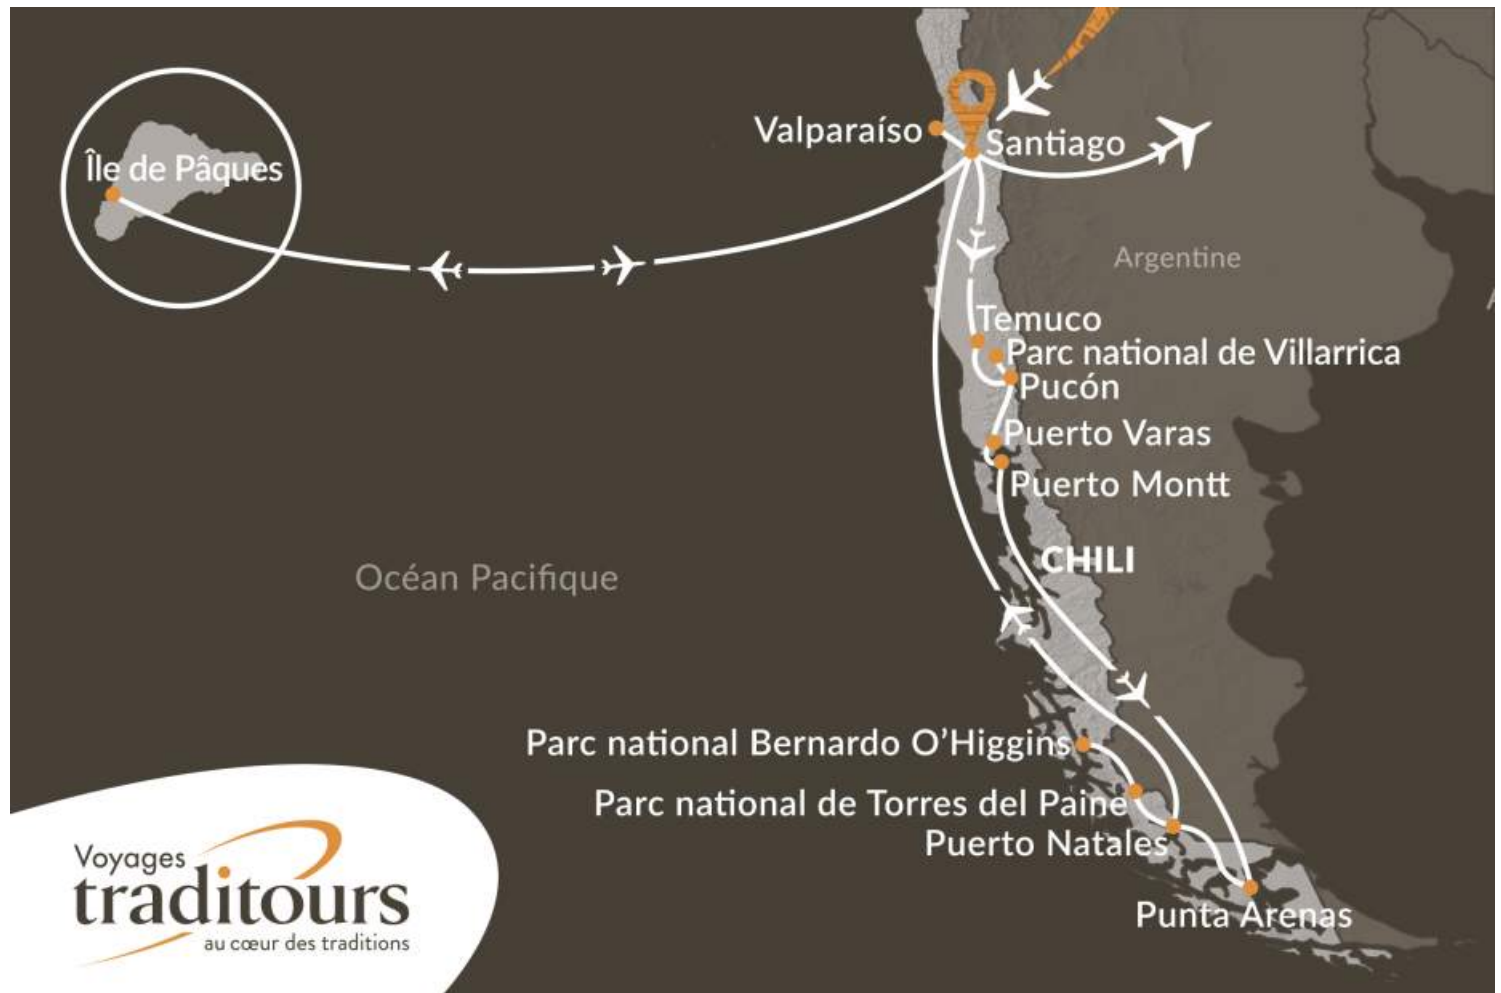 Valparaíso
Santiago
Île de Pâques
Argentine
Temuco
Parc national de Villarrica
Pucón
Puerto Varas
Puerto Montt
CHILI
Océan Pacifique
Parc national Bernardo O’Higgins
Parc national de Torres del Paine
Puerto Natales
Punta Arenas
Voyages
traditours
au cœur des traditions